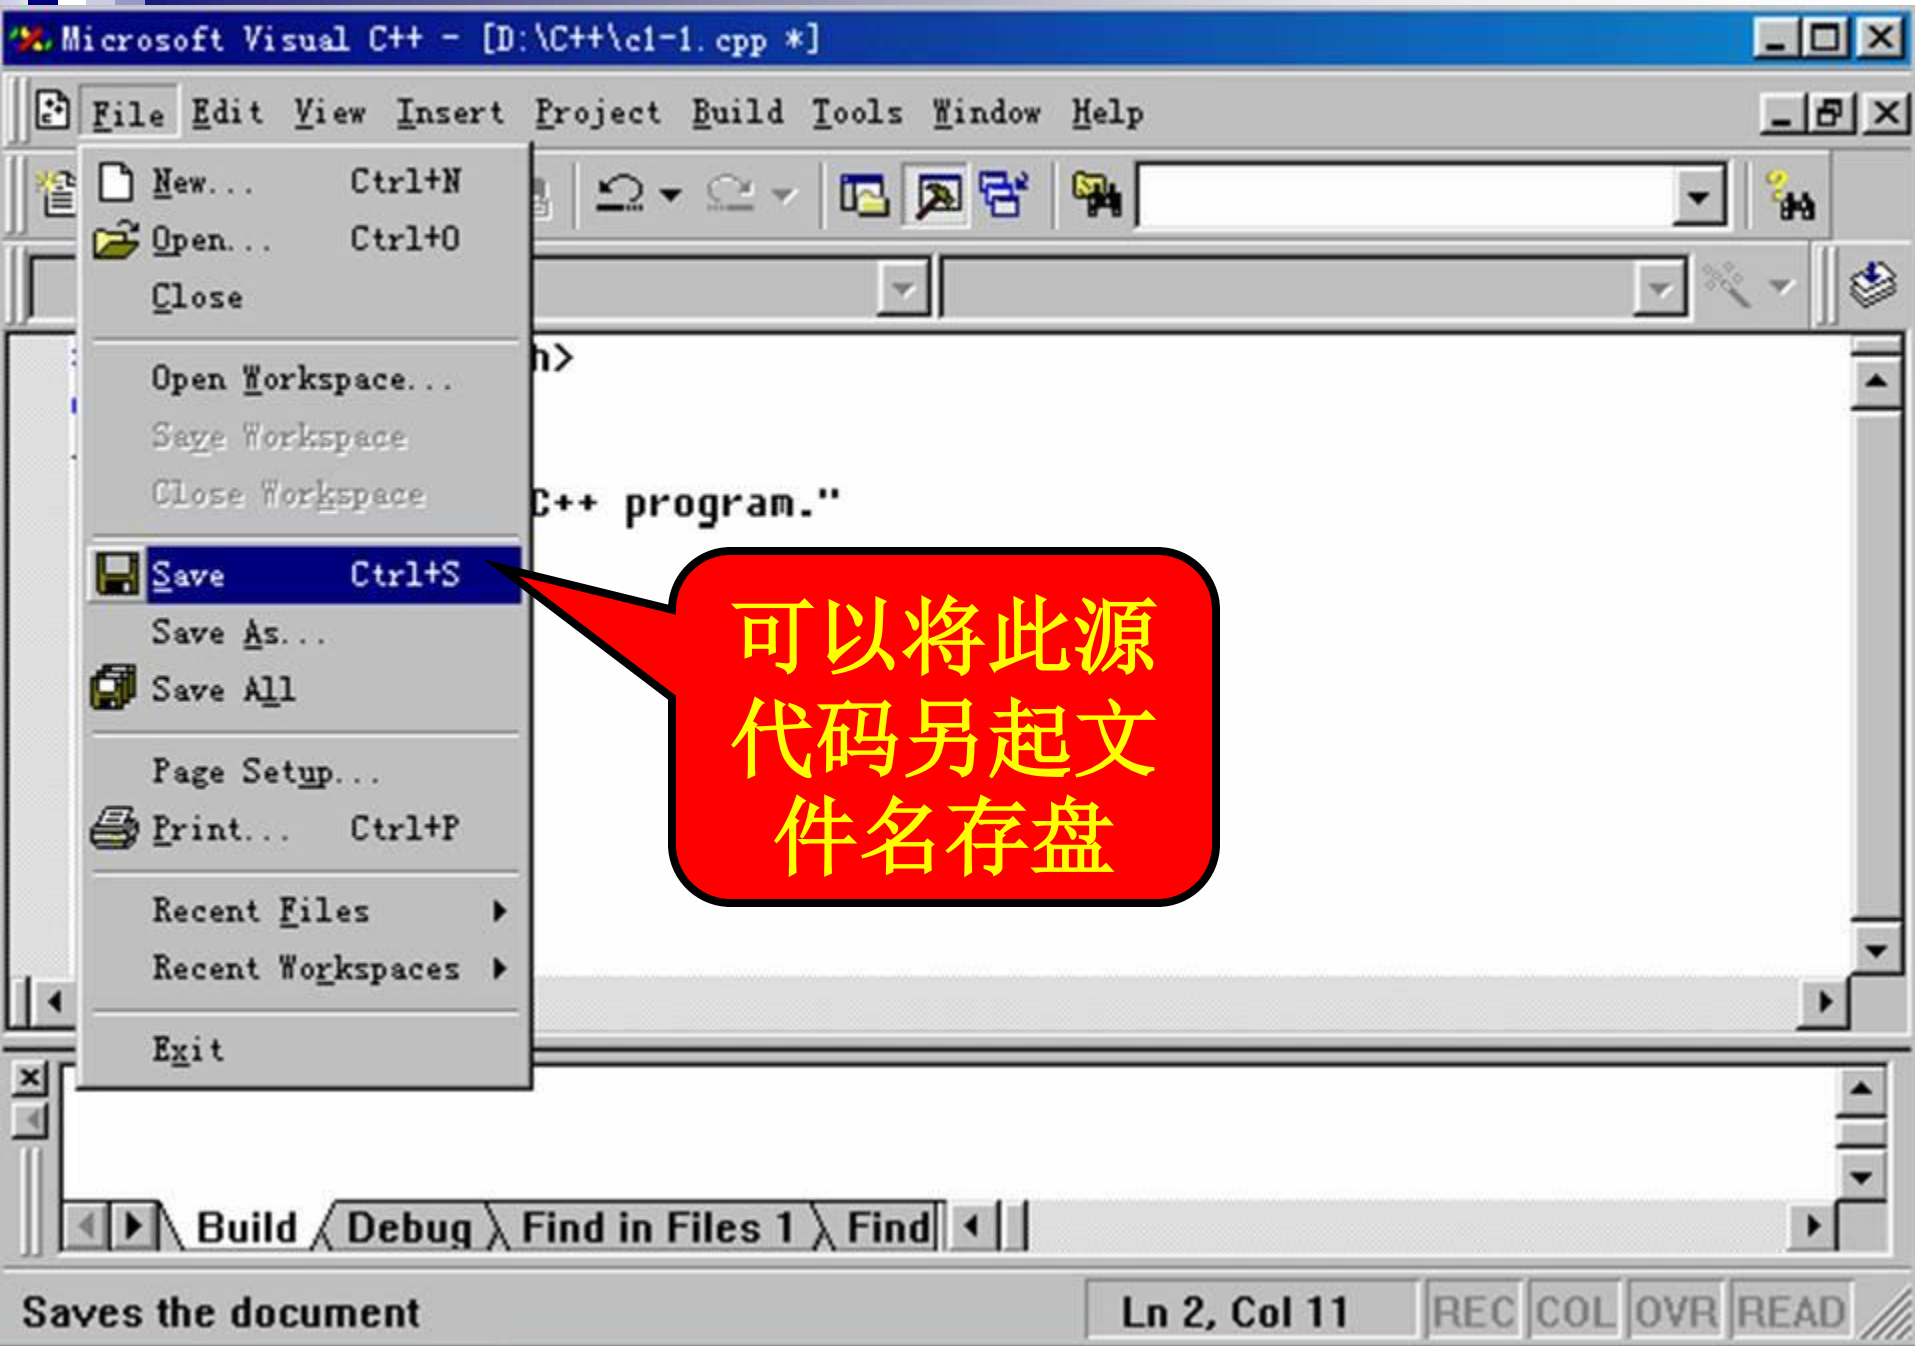 Microsoft Visual C++ - [D:\C++\c1-1.cpp *]
File Edit View Insert Project Build Tools Window Help
New... Ctrl+N
Open... Ctrl+O
Close
h>
Open Workspace...
Save Workspace
Close Workspace
C++ program."
Save Ctrl+S
Save As...
Save All
可以将此源
代码另起文
件名存盘
Page Setup...
Print... Ctrl+P
Recent Files
Recent Workspaces
Exit
Build Debug Find in Files 1 Find
Saves the document Ln 2, Col 11 REC COL OVR READ